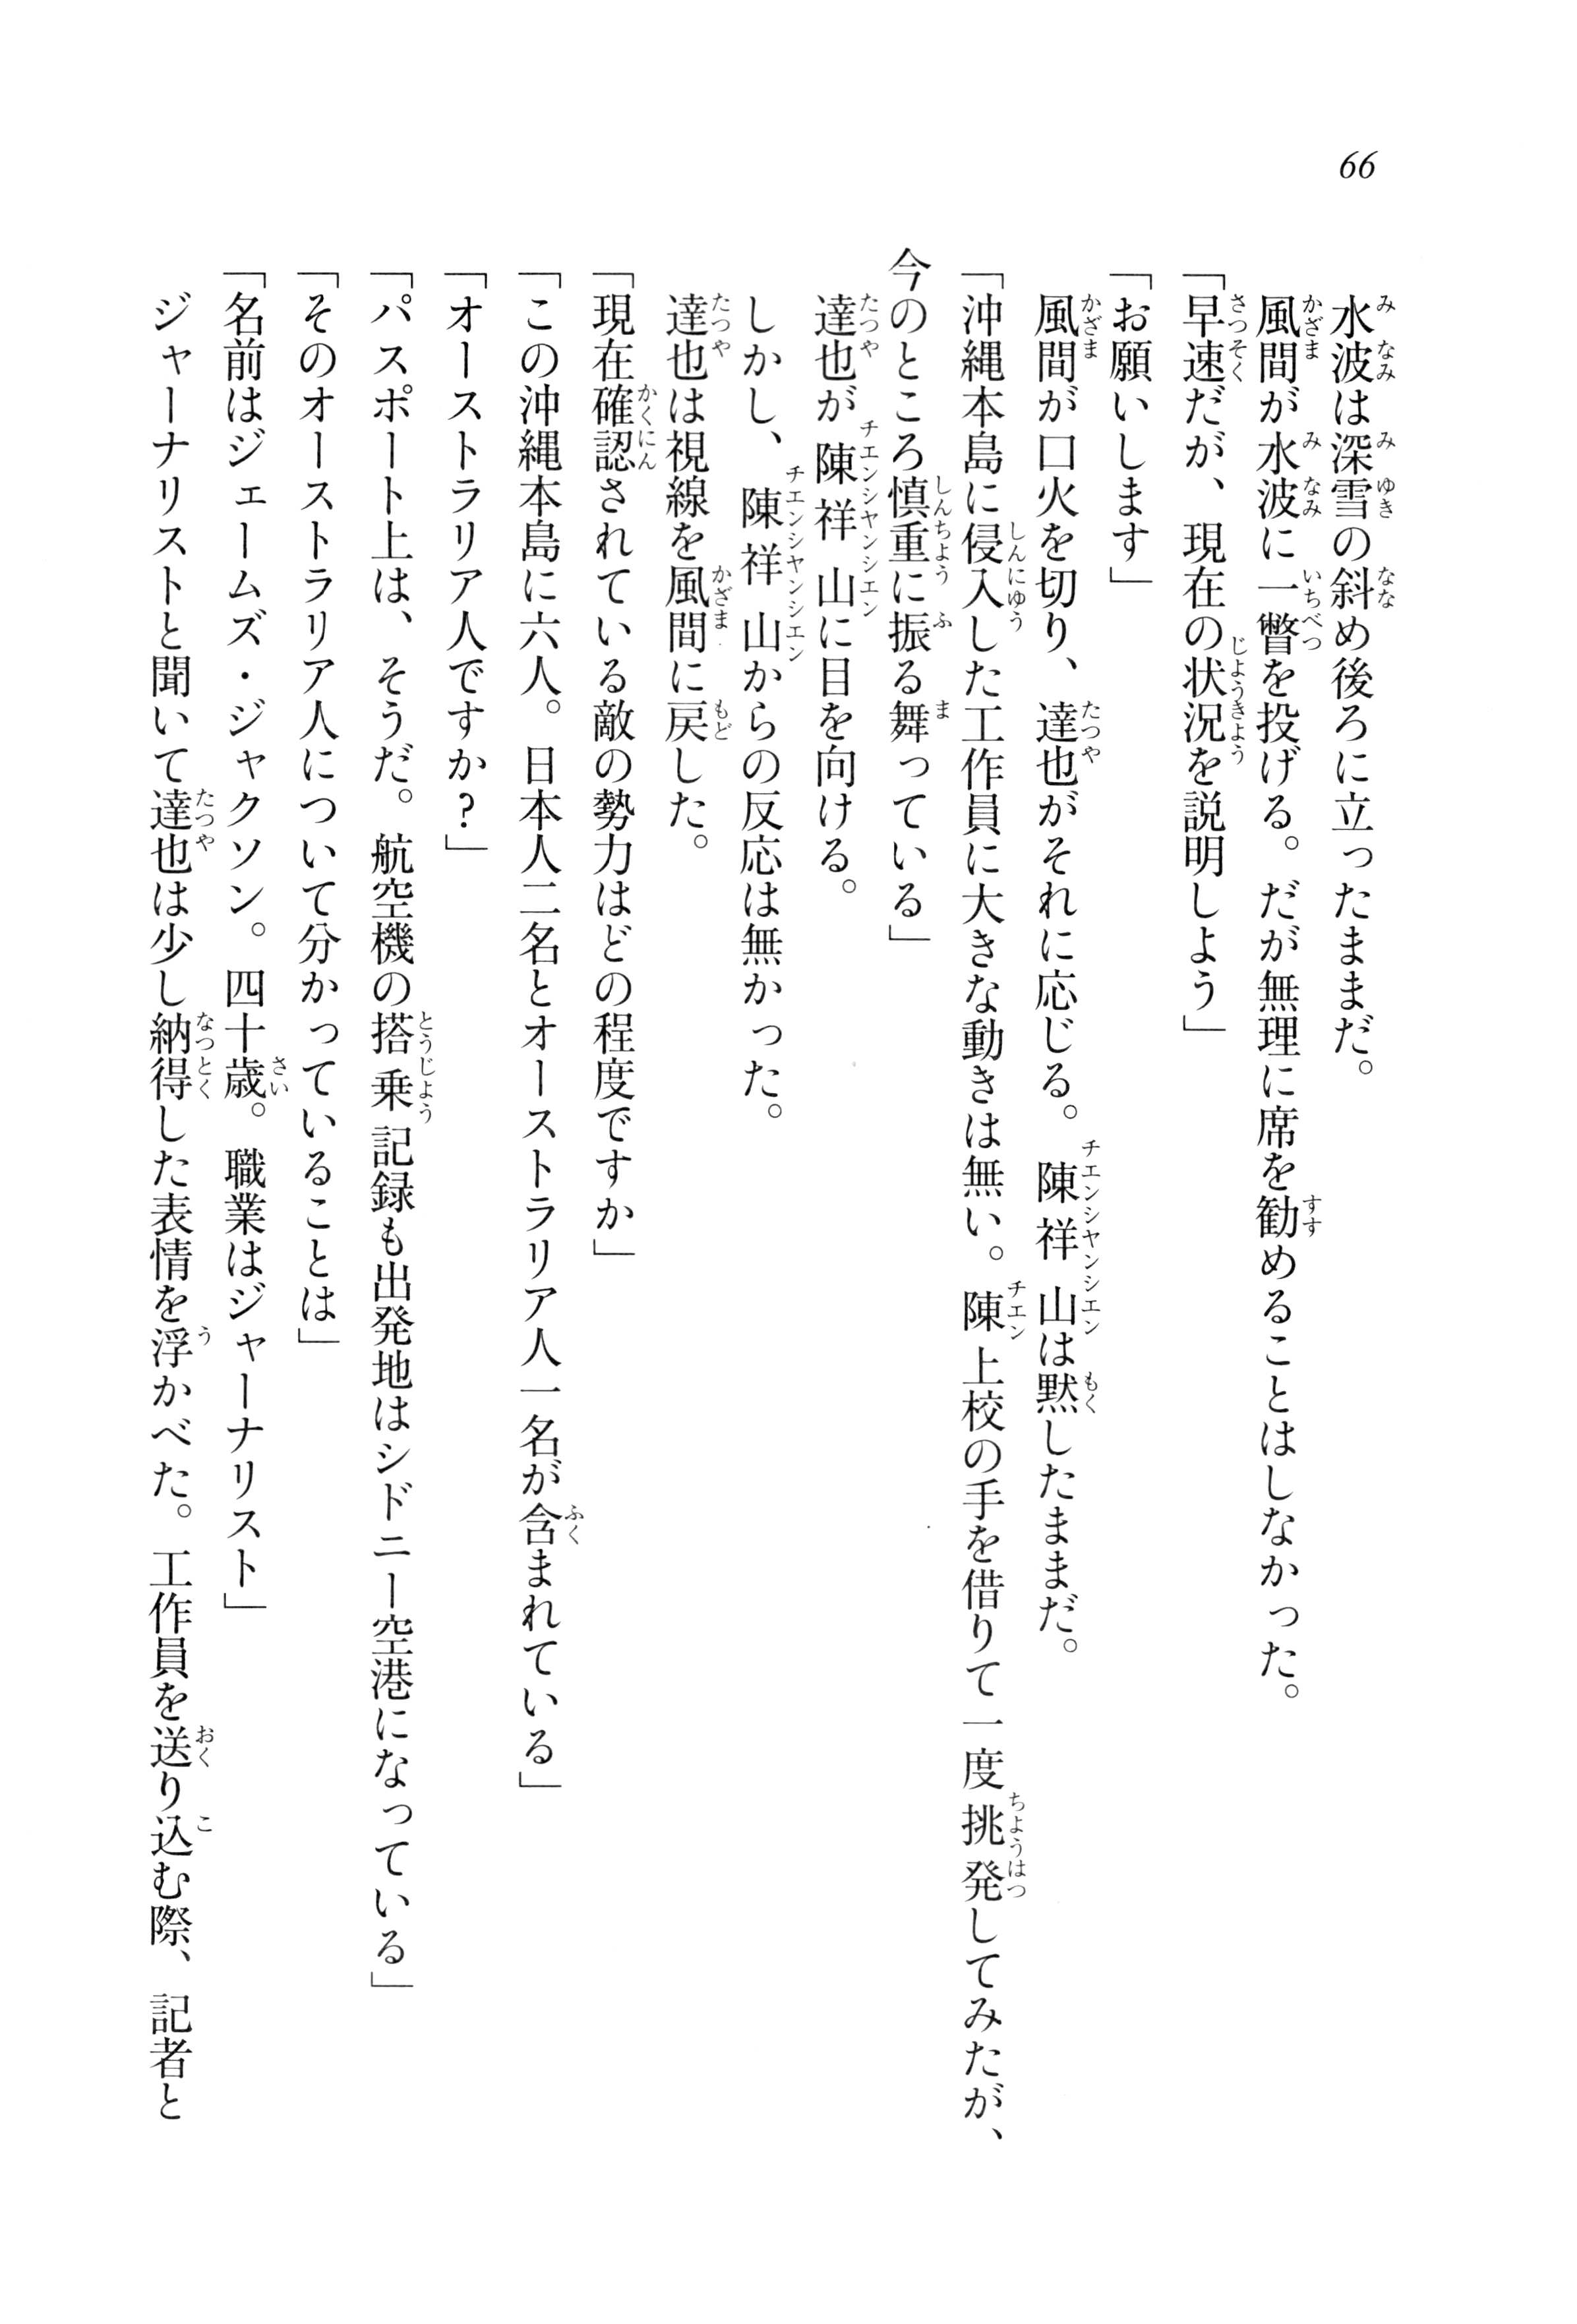 66
水波は深雪の斜め後ろに立ったままだ。
風間が水波に一瞥を投げる。だが無理に席を勧めることはしなかった。
「早速だが、現在の状況を説明しよう」
「お願いします」
風間が口火を切り、達也がそれに応じる。陳祥山は黙したままだ。
「沖縄本島に侵入した工作員に大きな動きは無い。陳上校の手を借りて一度挑発してみたが、
今のところ慎重に振る舞っている」
達也が陳祥山に目を向ける。
しかし、陳祥山からの反応は無かった。
達也は視線を風間に戻した。
「現在確認されている敵の勢力はどの程度ですか」
「この沖縄本島に六人。日本人二名とオーストラリア人一名が含まれている」
「オーストラリア人ですか?」
「パスポート上は、そうだ。航空機の搭乗記録も出発地はシドニー空港になっている」
「そのオーストラリア人について分かっていることは」
「名前はジェームズ・ジャクソン。四十歳。職業はジャーナリスト」
ジャーナリストと聞いて達也は少し納得した表情を浮かべた。工作員を送り込む際、記者と